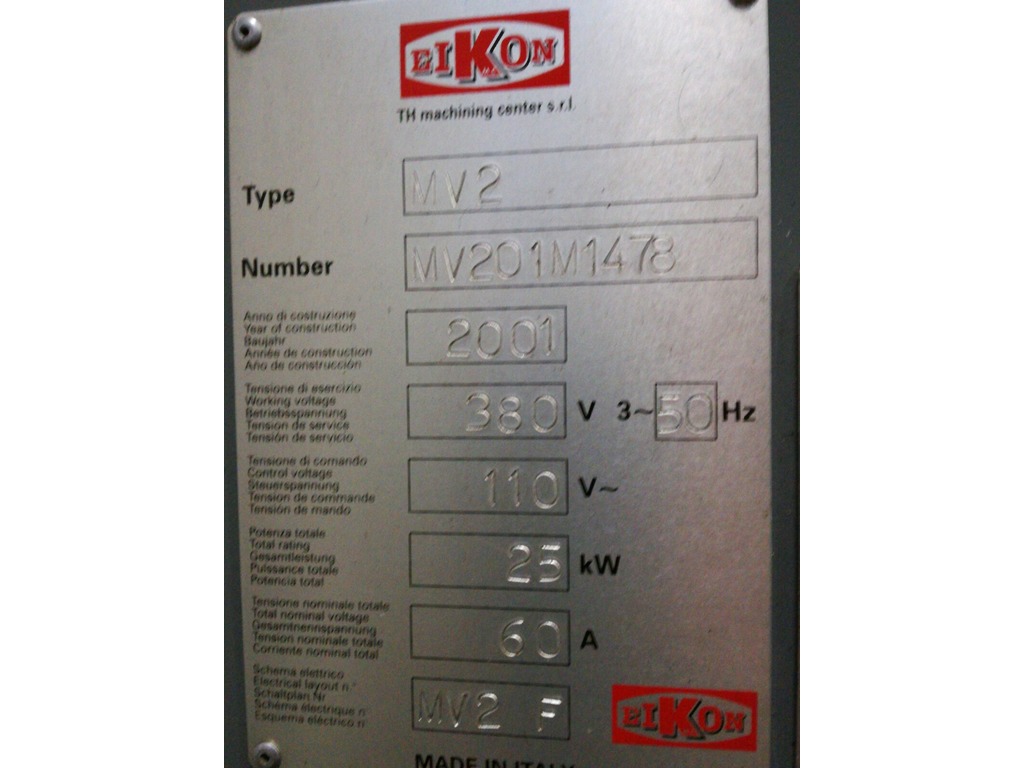 EIKON
TH machining center s.r.l.
Type MV2
Number MV201M1478
Anno di costruzione
Year of construction
Baujahr
Année de construction
Año de construcción
2001
Tensione di esercizio
Working voltage
Betriebsspannung
Tension de service
Tensión de servicio
380 V 3~ 50 Hz
Tensione di comando
Control voltage
Steuerspannung
Tension de commande
Tensión de mando
110 V~
Potenza totale
Total rating
Gesamtleistung
Puissance totale
Potencia total
25 kW
Tensione nominale totale
Total nominal voltage
Gesamtnennspannung
Tension nominale totale
Corriente nominal total
60 A
Schema elettrico
Electrical layout n°
Schaltplan Nr
Schéma électrique n°
Esquema eléctrico n°
MV2 F
EIKON
MADE IN ITALY